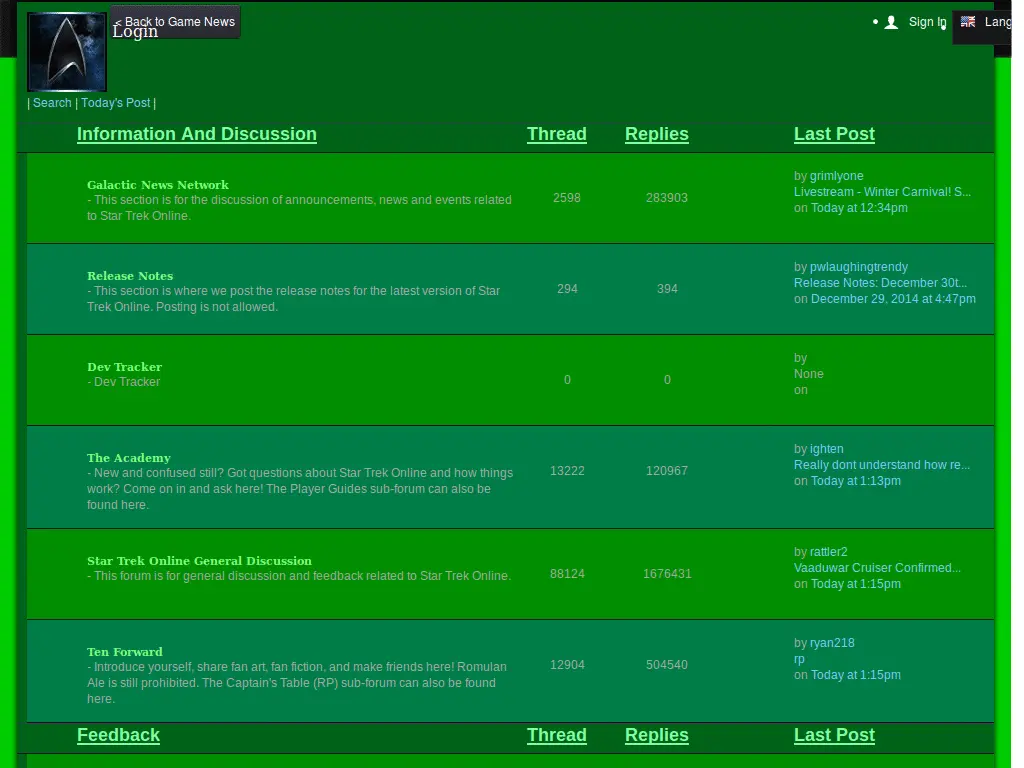 < Back to Game News
Login
Sign In
Lang
| Search | Today's Post |
Information And Discussion Thread Replies Last Post
Galactic News Network
- This section is for the discussion of announcements, news and events related
to Star Trek Online.
2598 283903
by grimlyone
Livestream - Winter Carnival! S...
on Today at 12:34pm
Release Notes
- This section is where we post the release notes for the latest version of Star
Trek Online. Posting is not allowed.
294 394
by pwlaughingtrendy
Release Notes: December 30t...
on December 29, 2014 at 4:47pm
Dev Tracker
- Dev Tracker
0 0
by
None
on
The Academy
- New and confused still? Got questions about Star Trek Online and how things
work? Come on in and ask here! The Player Guides sub-forum can also be
found here.
13222 120967
by ighten
Really dont understand how re...
on Today at 1:13pm
Star Trek Online General Discussion
- This forum is for general discussion and feedback related to Star Trek Online.
88124 1676431
by rattler2
Vaaduwar Cruiser Confirmed...
on Today at 1:15pm
Ten Forward
- Introduce yourself, share fan art, fan fiction, and make friends here! Romulan
Ale is still prohibited. The Captain's Table (RP) sub-forum can also be found
here.
12904 504540
by ryan218
rp
on Today at 1:15pm
Feedback Thread Replies Last Post